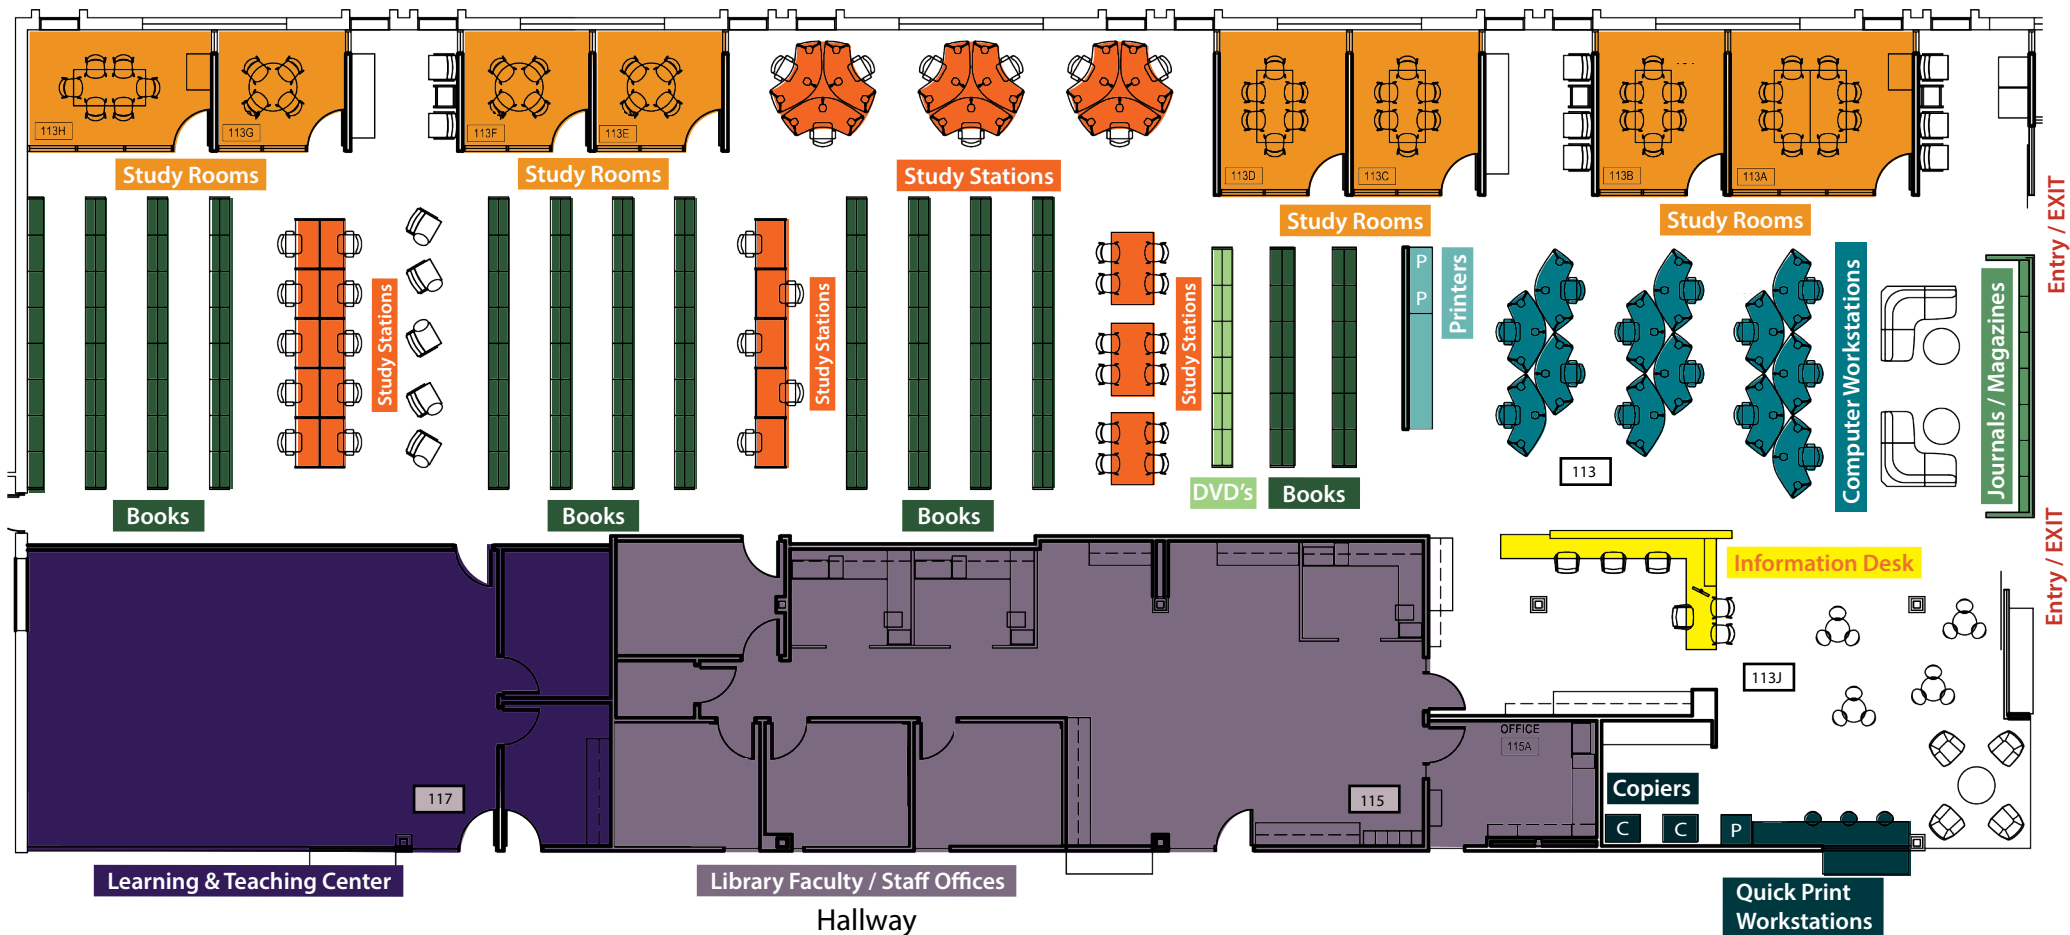 113H
113G
113F
113E
113D
113C
113B
113A
Study Rooms
Study Rooms
Study Stations
Study Rooms
Study Rooms
Entry / EXIT
Study Stations
Study Stations
Study Stations
P
P
Printers
Computer Workstations
Journals / Magazines
113
DVD's
Books
Books
Books
Books
Entry / EXIT
Information Desk
113J
OFFICE
115A
117
115
Copiers
C
C
P
Learning & Teaching Center
Library Faculty / Staff Offices
Quick Print
Workstations
Hallway